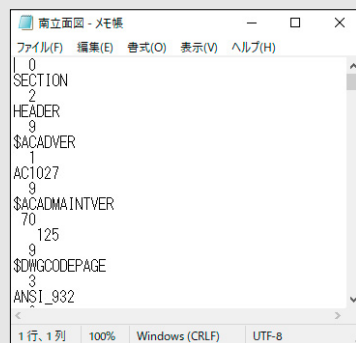 南立面図 - メモ帳
ファイル(F) 編集(E) 書式(O) 表示(V) ヘルプ(H)
0
SECTION
2
HEADER
9
$ACADVER
1
AC1027
9
$ACADMAINTVER
70
125
9
$DWGCODEPAGE
3
ANSI_932
1 行、1 列 100% Windows (CRLF) UTF-8